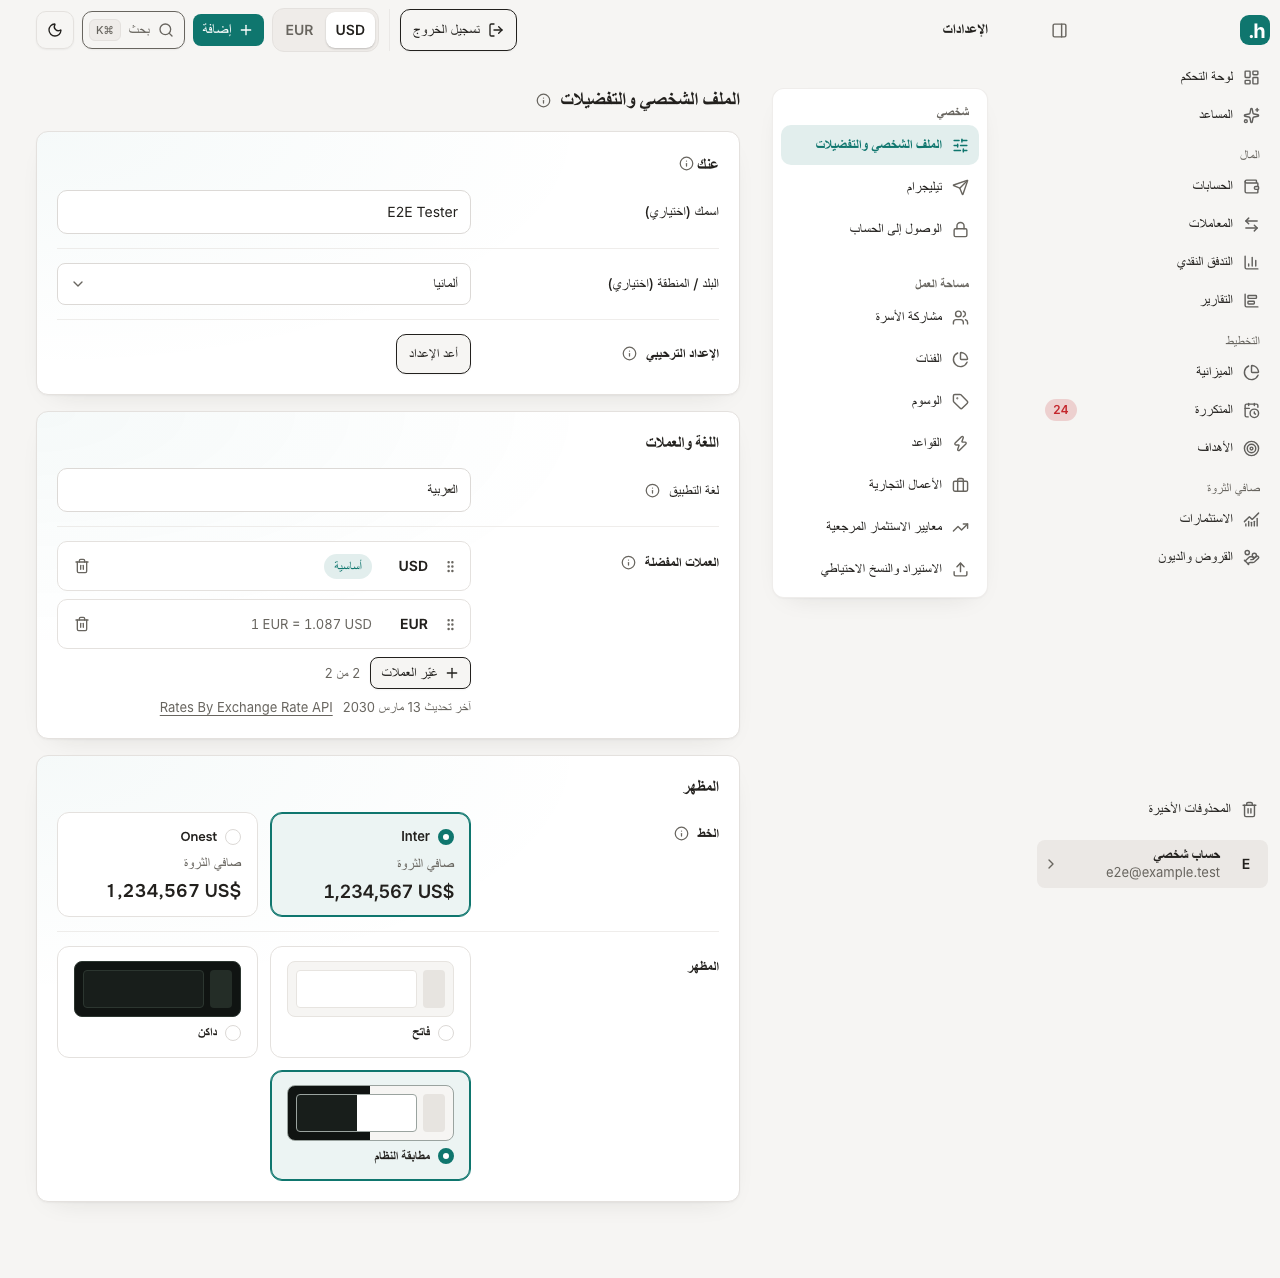 .h
لوحة التحكم
المساعد
المال
الحسابات
المعاملات
التدفق النقدي
التقارير
التخطيط
الميزانية
المتكررة
24
الأهداف
صافي الثروة
الاستثمارات
القروض والديون
المحذوفات الأخيرة
E
حساب شخصي
e2e@example.test
الإعدادات
تسجيل الخروج
USD
EUR
إضافة
بحث
⌘K
شخصي
الملف الشخصي والتفضيلات
تيليجرام
الوصول إلى الحساب
مساحة العمل
مشاركة الأسرة
الفئات
الوسوم
القواعد
الأعمال التجارية
معايير الاستثمار المرجعية
الاستيراد والنسخ الاحتياطي
الملف الشخصي والتفضيلات
عنك
اسمك (اختياري)
E2E Tester
البلد / المنطقة (اختياري)
ألمانيا
الإعداد الترحيبي
أعد الإعداد
اللغة والعملات
لغة التطبيق
العربية
العملات المفضلة
USD
أساسية
EUR
1 EUR = 1.087 USD
غيّر العملات
2 من 2
آخر تحديث 13 مارس 2030
Rates By Exchange Rate API
المظهر
الخط
Inter
صافي الثروة
1,234,567 US$
Onest
صافي الثروة
1,234,567 US$
المظهر
فاتح
داكن
مطابقة النظام